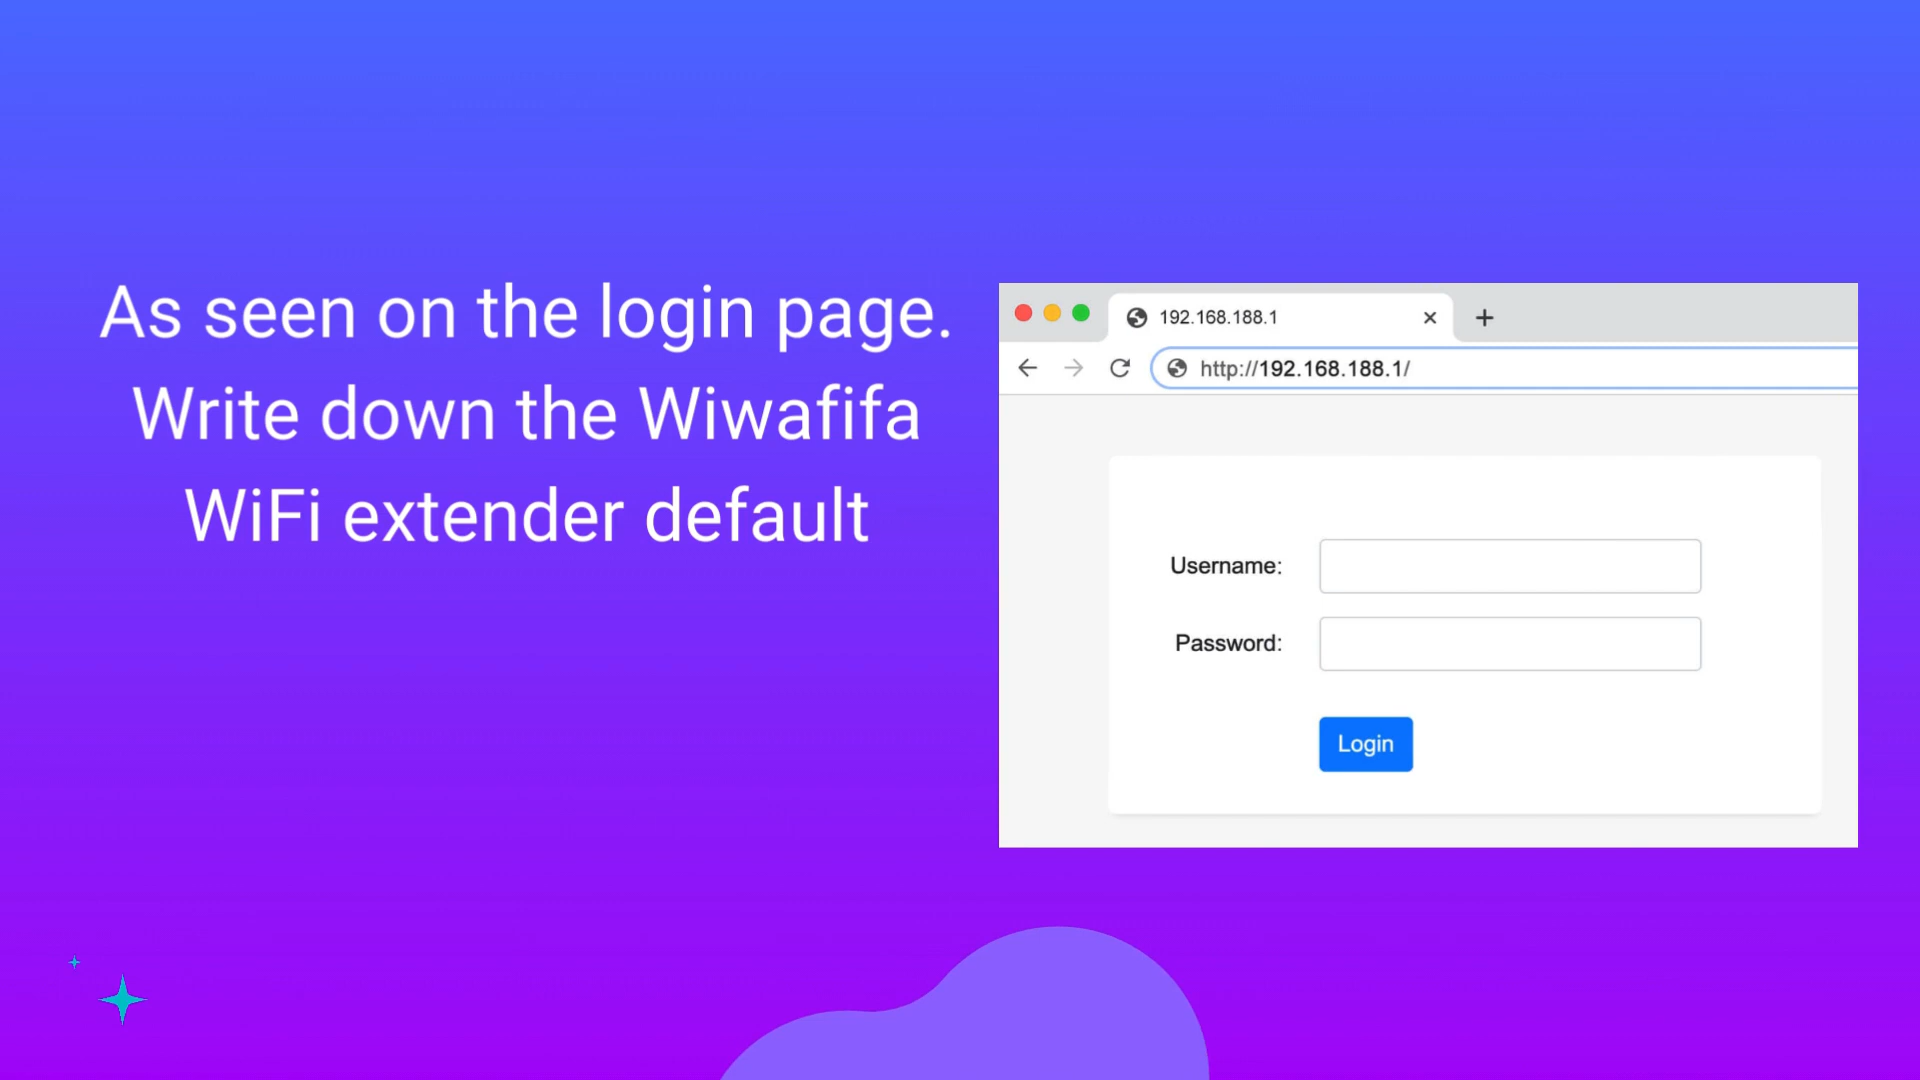 As seen on the login page.
Write down the Wiwafifa
WiFi extender default
192.168.188.1
http://192.168.188.1/
Username:
Password:
Login